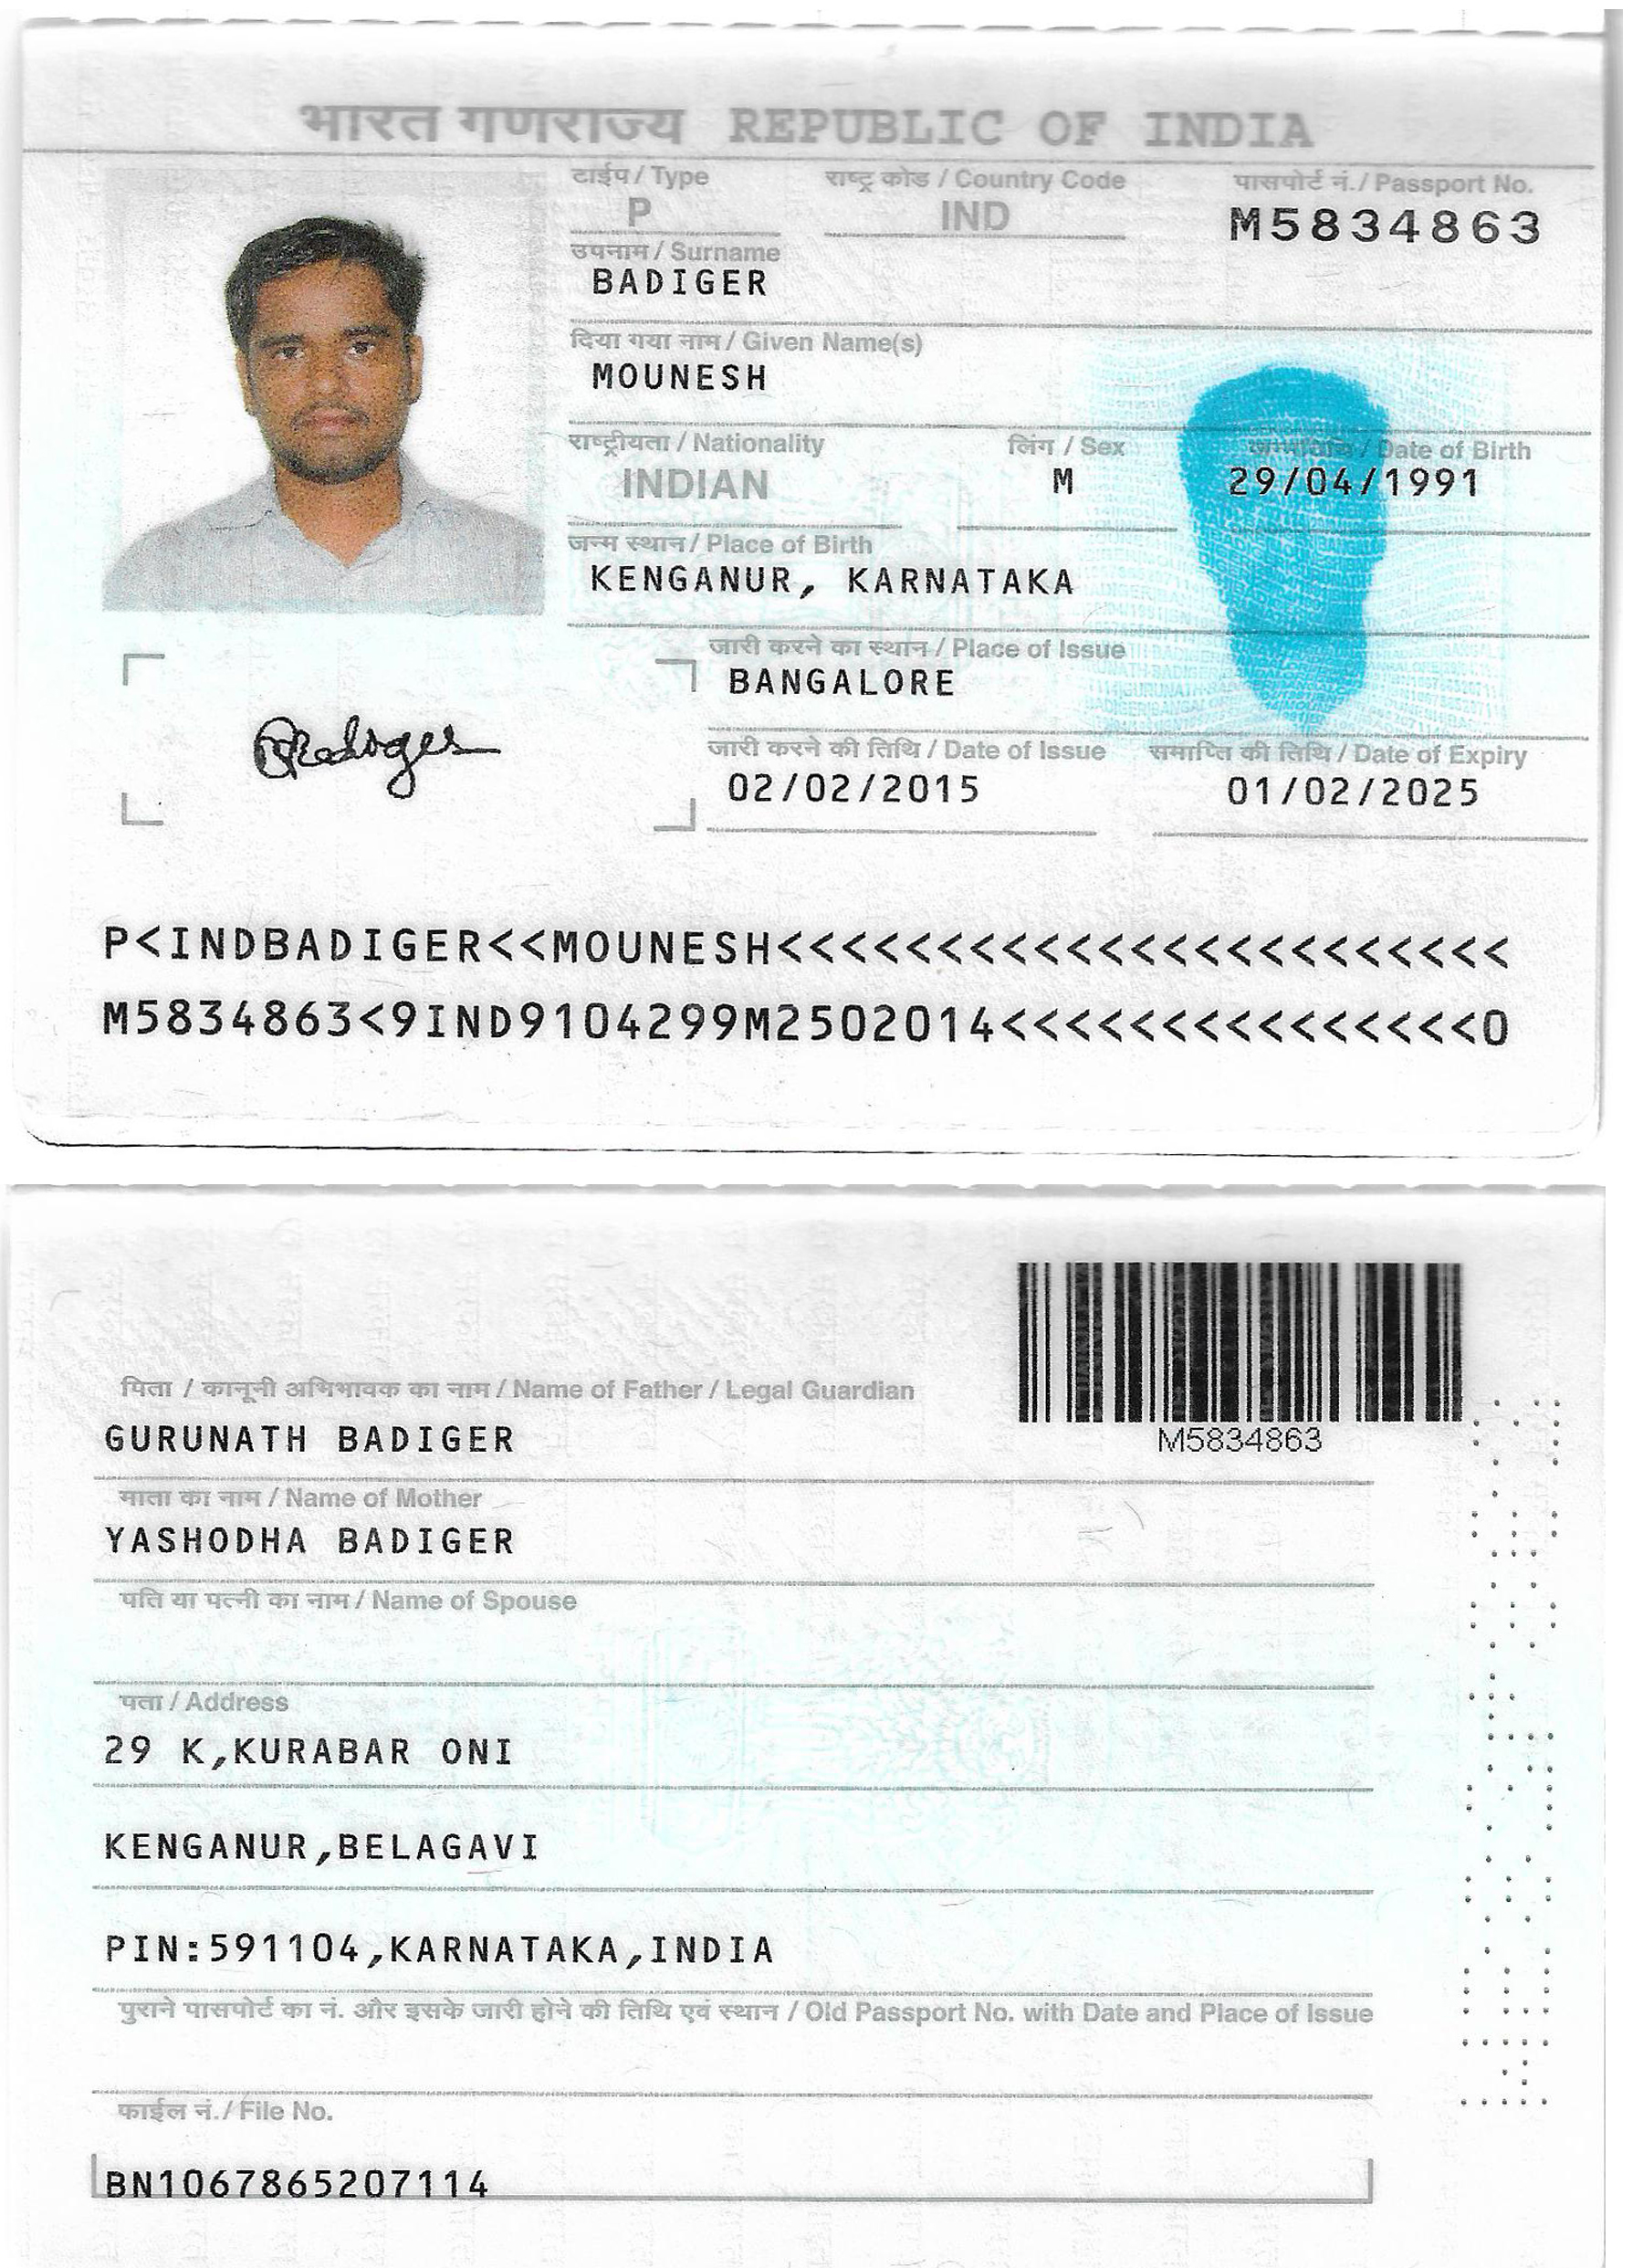 भारत गणराज्य REPUBLIC OF INDIA
टाईप / Type राष्ट्र कोड / Country Code पासपोर्ट नं./ Passport No.
P IND M5834863
उपनाम / Surname
BADIGER
दिया गया नाम / Given Name(s)
MOUNESH
राष्ट्रीयता / Nationality लिंग / Sex जन्मतिथि / Date of Birth
INDIAN M 29/04/1991
जन्म स्थान / Place of Birth
KENGANUR, KARNATAKA
जारी करने का स्थान / Place of Issue
BANGALORE
जारी करने की तिथि / Date of Issue समाप्ति की तिथि / Date of Expiry
02/02/2015 01/02/2025
P<INDBADIGER<<MOUNESH<<<<<<<<<<<<<<<<<<<<<<<
M5834863<9IND9104299M2502014<<<<<<<<<<<<<<<0
M5834863
पिता / कानूनी अभिभावक का नाम / Name of Father / Legal Guardian
GURUNATH BADIGER
माता का नाम / Name of Mother
YASHODHA BADIGER
पति या पत्नी का नाम / Name of Spouse
पता / Address
29 K,KURABAR ONI
KENGANUR,BELAGAVI
PIN:591104,KARNATAKA,INDIA
पुराने पासपोर्ट का नं. और इसके जारी होने की तिथि एवं स्थान / Old Passport No. with Date and Place of Issue
फाईल नं./ File No.
BN1067865207114